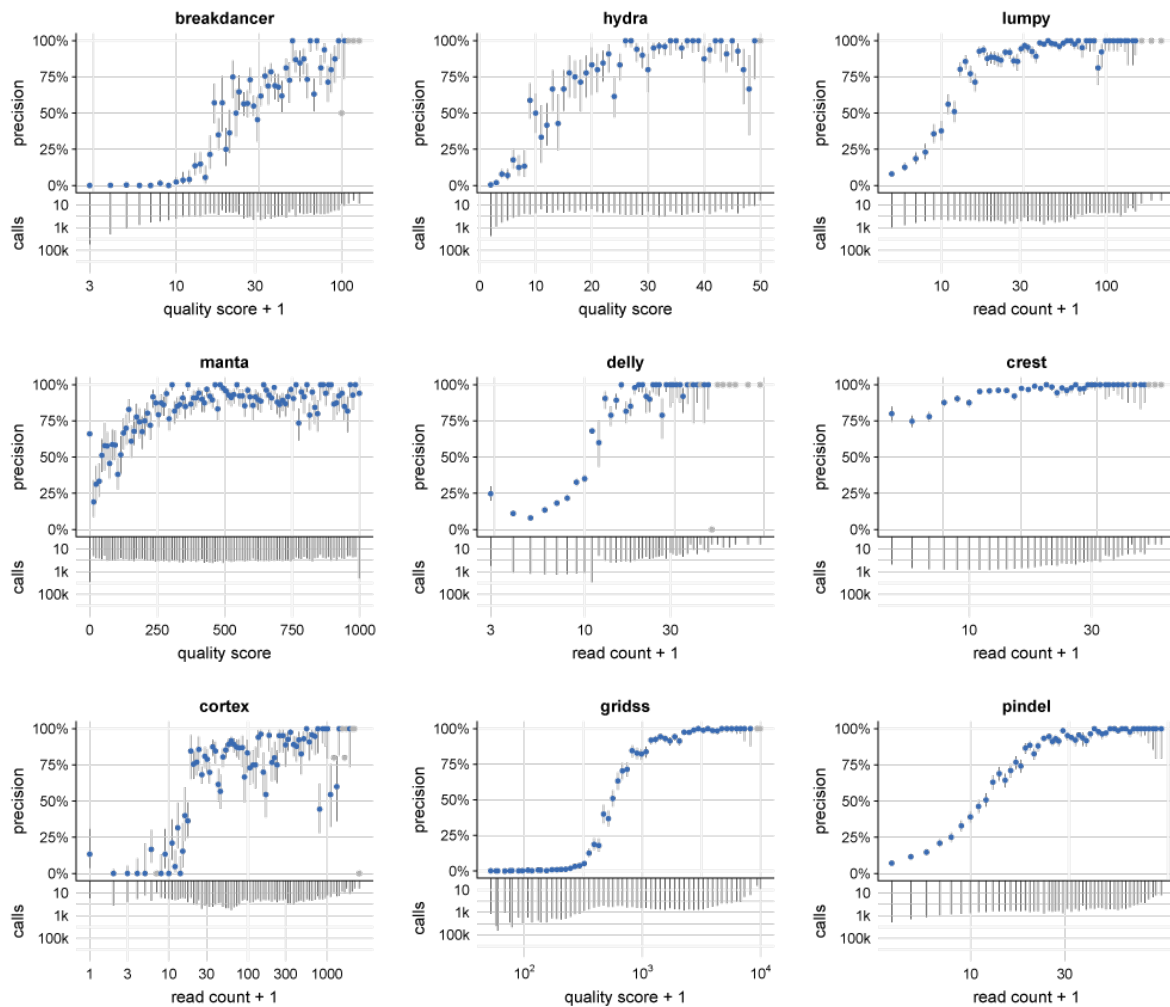 breakdancer
100%
75%
50%
25%
0%
precision
10
1k
100k
calls
3
10
30
100
quality score + 1
hydra
100%
75%
50%
25%
0%
precision
10
1k
100k
calls
0
10
20
30
40
50
quality score
lumpy
100%
75%
50%
25%
0%
precision
10
1k
100k
calls
10
30
100
read count + 1
manta
100%
75%
50%
25%
0%
precision
10
1k
100k
calls
0
250
500
750
1000
quality score
delly
100%
75%
50%
25%
0%
precision
10
1k
100k
calls
3
10
30
read count + 1
crest
100%
75%
50%
25%
0%
precision
10
1k
100k
calls
10
30
read count + 1
cortex
100%
75%
50%
25%
0%
precision
10
1k
100k
calls
1
3
10
30
100
300
1000
read count + 1
gridss
100%
75%
50%
25%
0%
precision
10
1k
100k
calls
10²
10³
10⁴
quality score + 1
pindel
100%
75%
50%
25%
0%
precision
10
1k
100k
calls
10
30
read count + 1